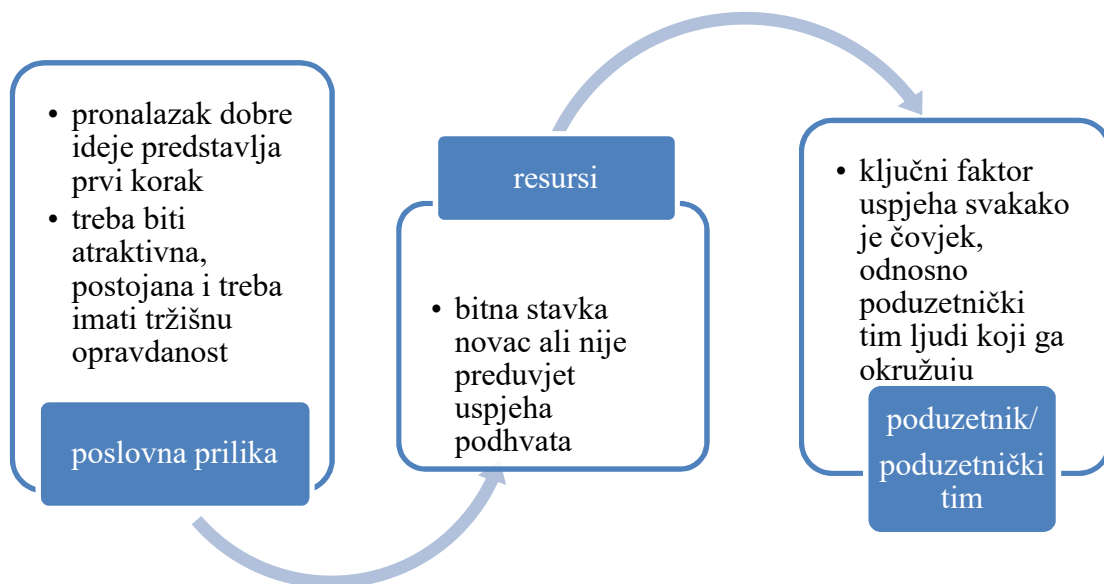 • pronalazak dobre
ideje predstavlja
prvi korak
• treba biti
atraktivna,
postojana i treba
imati tržišnu
opravdanost
poslovna prilika
resursi
• bitna stavka
novac ali nije
preduvjet
uspjeha
podhvata
• ključni faktor
uspjeha svakako
je čovjek,
odnosno
poduzetnički
tim ljudi koji ga
okružuju
poduzetnik/
poduzetnički
tim